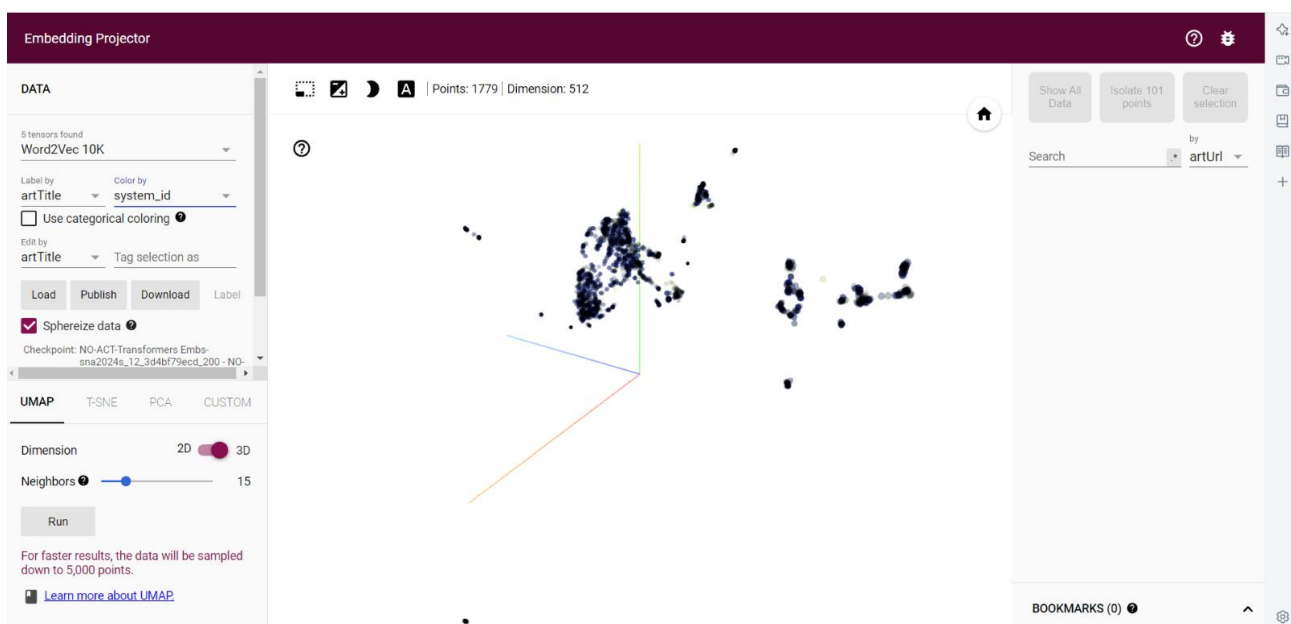 Embedding Projector
DATA
5 tensors found
Word2Vec 10K
Label by
artTitle
Color by
system_id
Use categorical coloring
Edit by
artTitle
Tag selection as
Load
Publish
Download
Label
Sphereize data
Checkpoint: NO-ACT-Transformers Embs-
sna2024s_12_3d4bf79ecd_200 - NO-
UMAP
T-SNE
PCA
CUSTOM
Dimension
2D
3D
Neighbors
15
Run
For faster results, the data will be sampled
down to 5,000 points.
Learn more about UMAP.
A
Points: 1779 | Dimension: 512
Show All
Data
Isolate 101
points
Clear
selection
Search
.*
by
artUrl
BOOKMARKS (0)